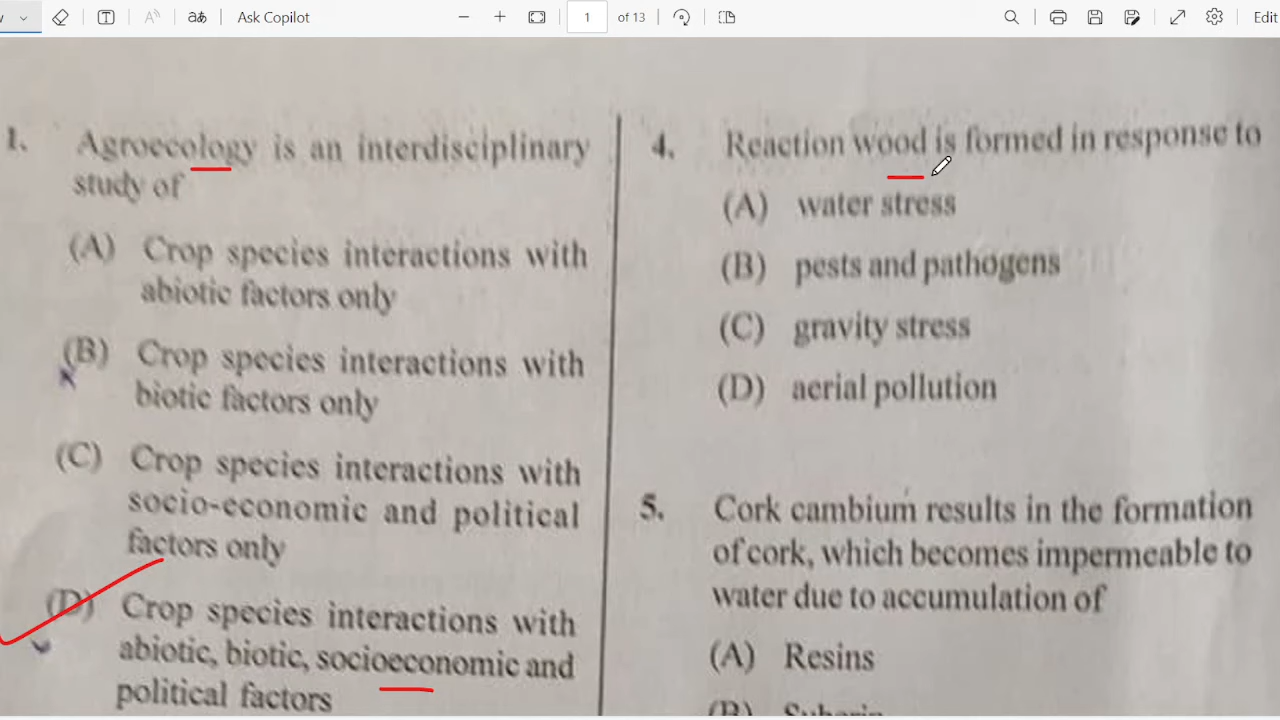 Ask Copilot
1
of 13
Edit
1. Agroecology is an interdisciplinary
study of
(A) Crop species interactions with
abiotic factors only
(B) Crop species interactions with
biotic factors only
(C) Crop species interactions with
socio-economic and political
factors only
(D) Crop species interactions with
abiotic, biotic, socioeconomic and
political factors
4. Reaction wood is formed in response to
(A) water stress
(B) pests and pathogens
(C) gravity stress
(D) aerial pollution
5. Cork cambium results in the formation
of cork, which becomes impermeable to
water due to accumulation of
(A) Resins
(B) Suberin